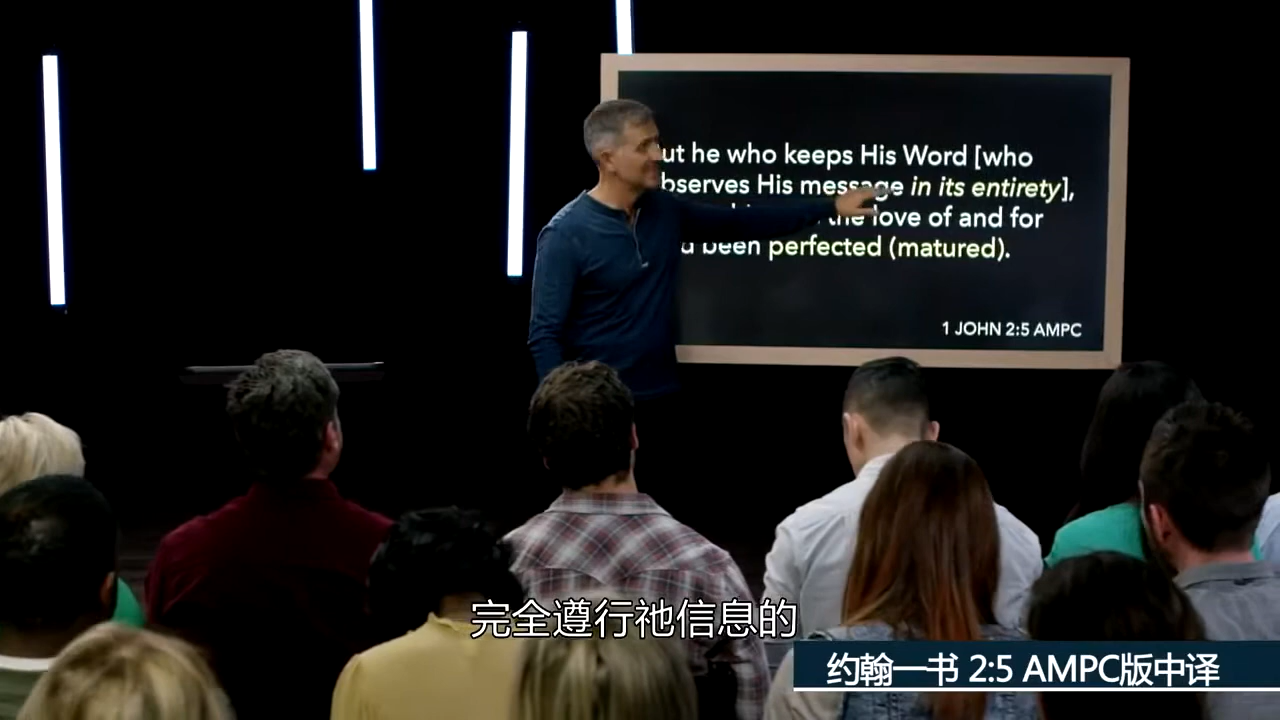 ut he who keeps His Word [who
bserves His message in its entirety],
the love of and for
been perfected (matured).
1 JOHN 2:5 AMPC
完全遵行祂信息的
约翰一书 2:5 AMPC版中译